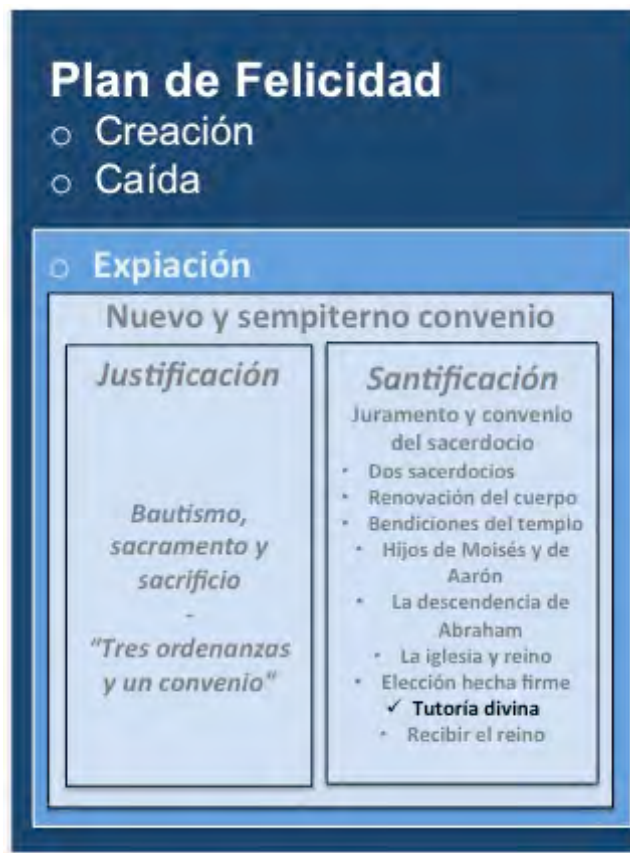 Plan de Felicidad
o Creación
o Caída
o Expiación
Nuevo y sempiterno convenio
Justificación
Bautismo,
sacramento y
sacrificio
-
"Tres ordenanzas
y un convenio"
Santificación
Juramento y convenio
del sacerdocio
• Dos sacerdocios
• Renovación del cuerpo
• Bendiciones del templo
• Hijos de Moisés y de
Aarón
• La descendencia de
Abraham
• La iglesia y reino
• Elección hecha firme
✓ Tutoría divina
• Recibir el reino